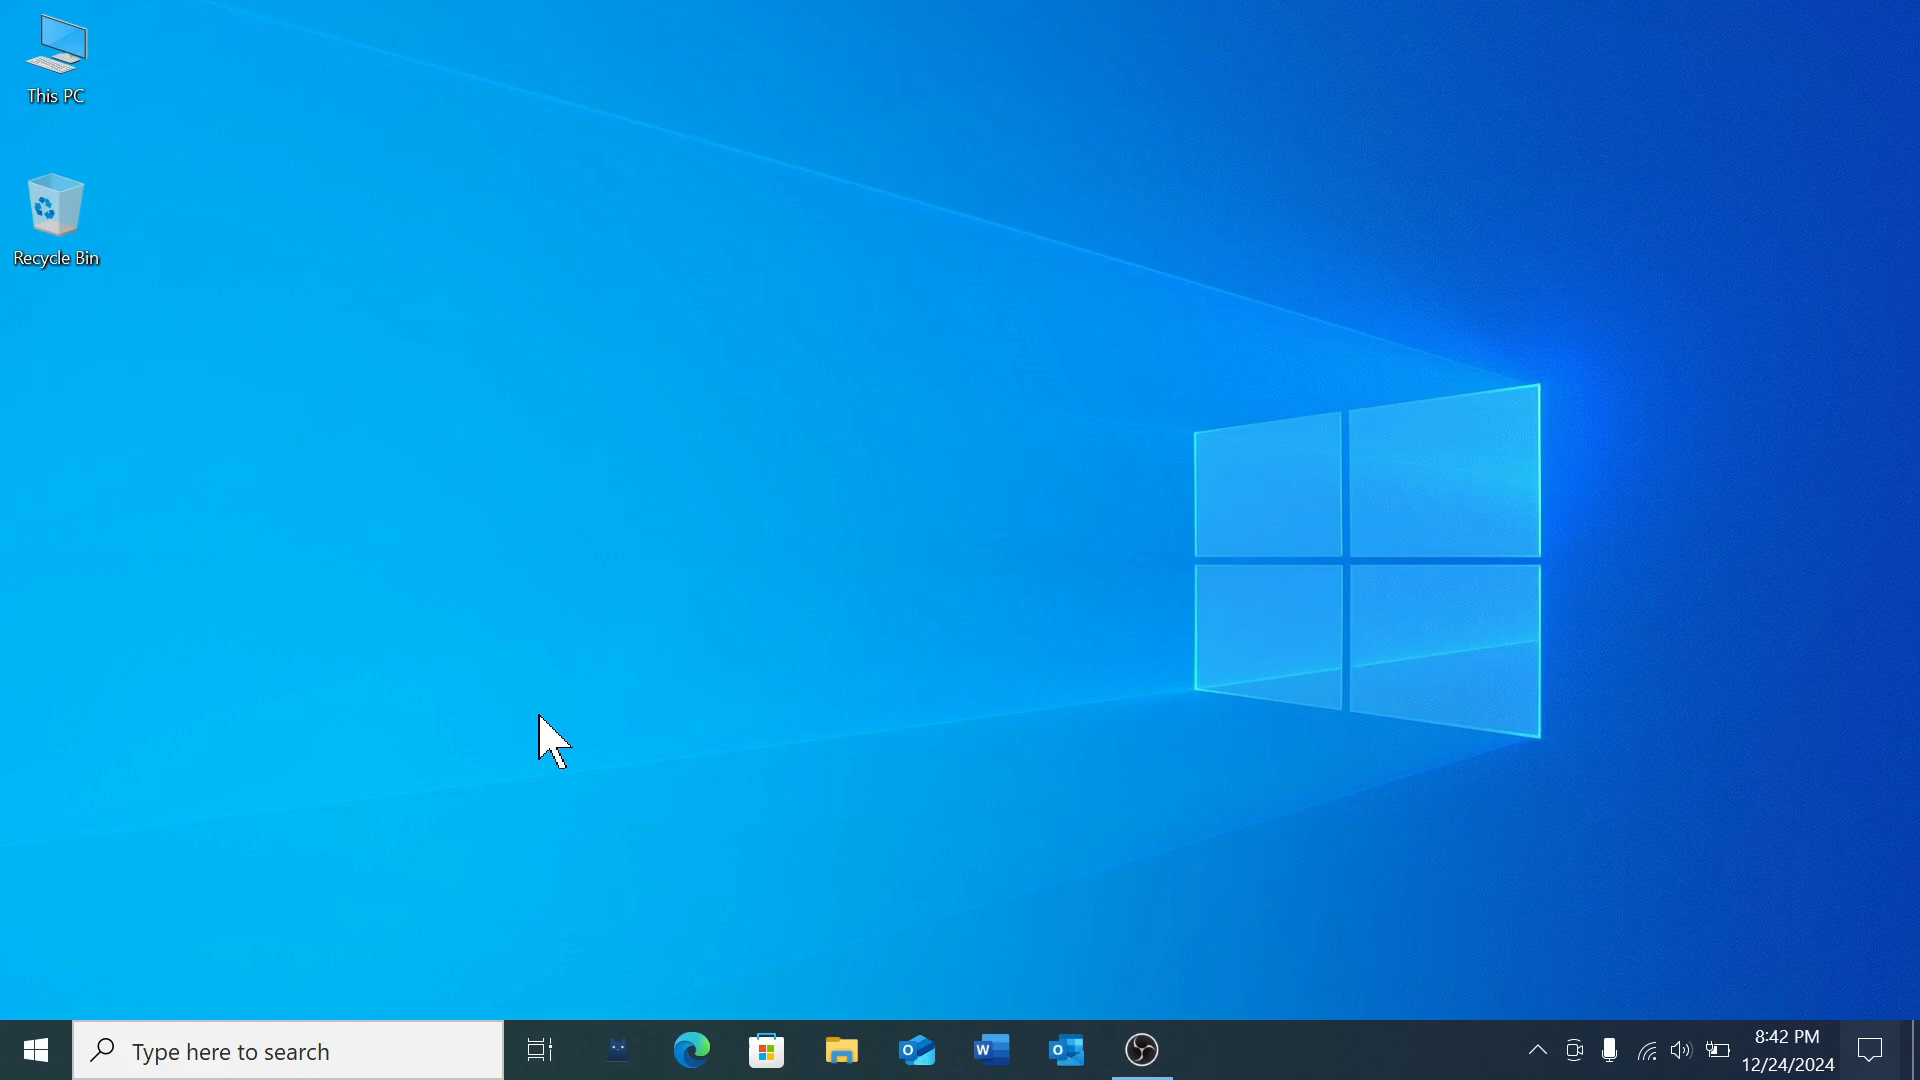 This PC
Recycle Bin
Type here to search
O
W
O
8:42 PM
12/24/2024